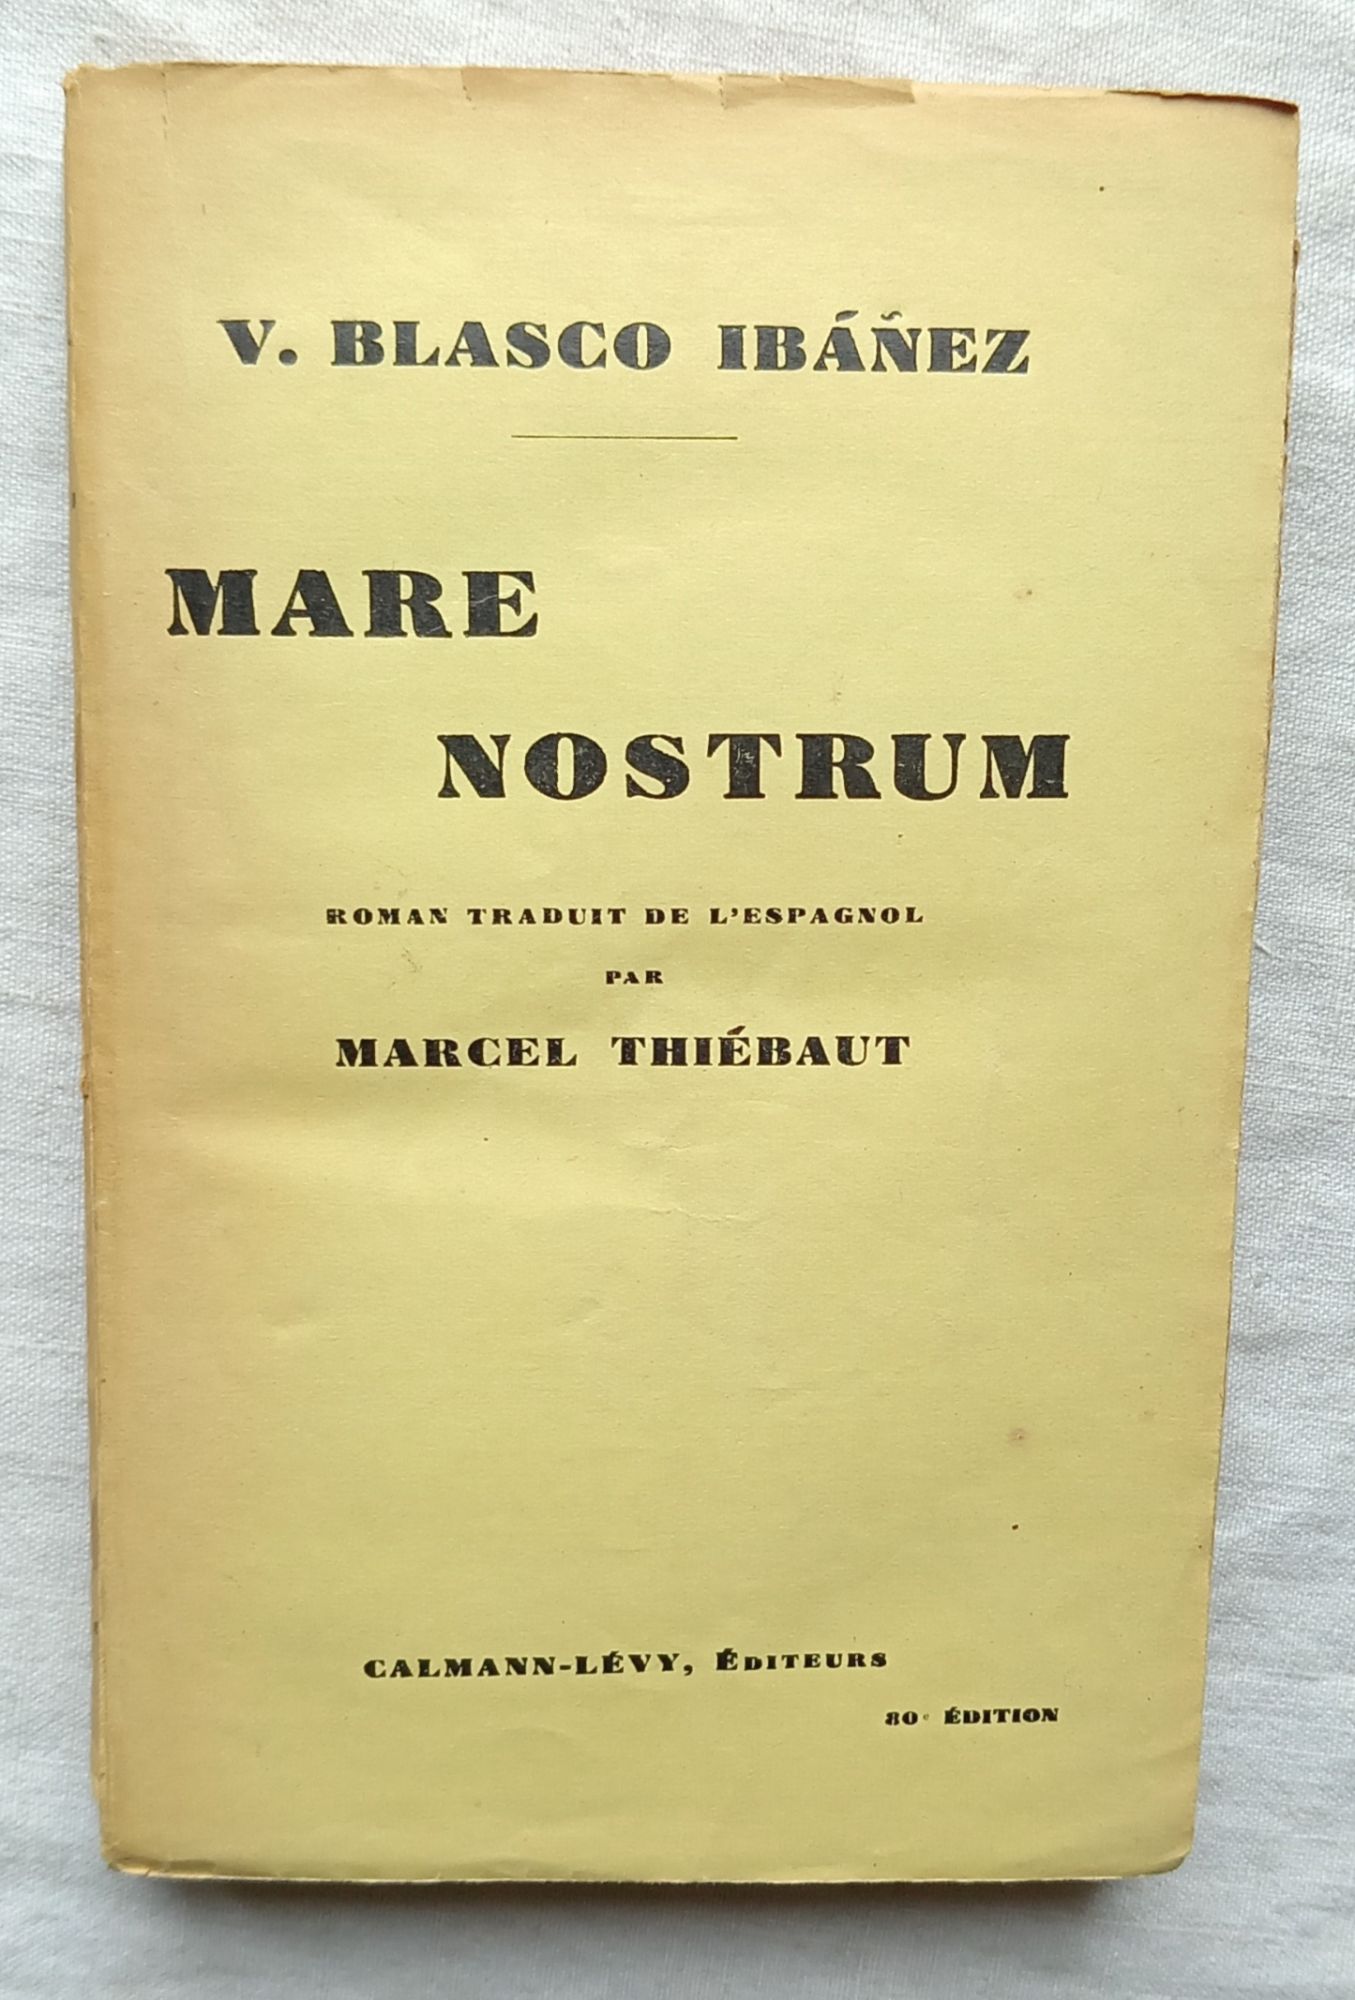 V. BLASCO IBÁÑEZ
MARE
NOSTRUM
ROMAN TRADUIT DE L'ESPAGNOL
PAR
MARCEL THIÉBAUT
CALMANN-LÉVY, ÉDITEURS
80e ÉDITION